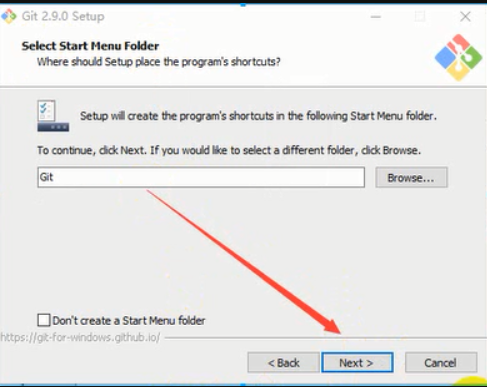 Git 2.9.0 Setup
Select Start Menu Folder
Where should Setup place the program's shortcuts?
Setup will create the program's shortcuts in the following Start Menu folder.
To continue, click Next. If you would like to select a different folder, click Browse.
Git
Browse...
Don't create a Start Menu folder
https://git-for-windows.github.io/
< Back
Next >
Cancel